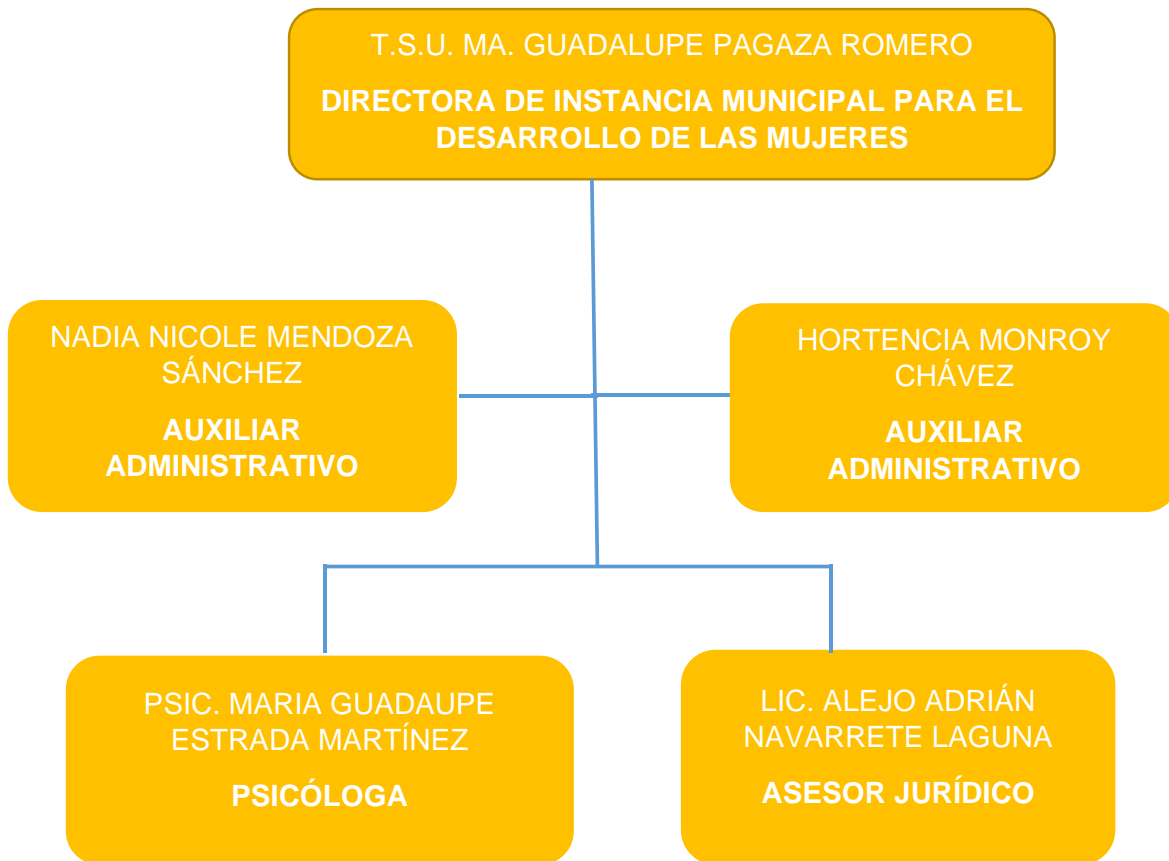 T.S.U. MA. GUADALUPE PAGAZA ROMERO
DIRECTORA DE INSTANCIA MUNICIPAL PARA EL
DESARROLLO DE LAS MUJERES
NADIA NICOLE MENDOZA
SÁNCHEZ
AUXILIAR
ADMINISTRATIVO
HORTENCIA MONROY
CHÁVEZ
AUXILIAR
ADMINISTRATIVO
PSIC. MARIA GUADAUPE
ESTRADA MARTÍNEZ
PSICÓLOGA
LIC. ALEJO ADRIÁN
NAVARRETE LAGUNA
ASESOR JURÍDICO